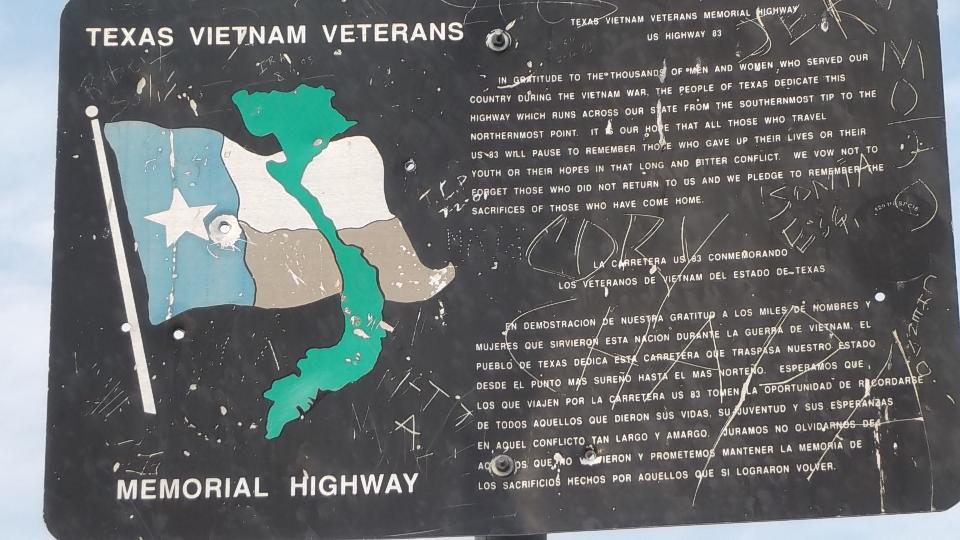 TEXAS VIETNAM VETERANS
MEMORIAL HIGHWAY
TEXAS VIETNAM VETERANS MEMORIAL HIGHWAY
US HIGHWAY 83
IN GRATITUDE TO THE THOUSANDS OF MEN AND WOMEN WHO SERVED OUR
COUNTRY DURING THE VIETNAM WAR, THE PEOPLE OF TEXAS DEDICATE THIS
HIGHWAY WHICH RUNS ACROSS OUR STATE FROM THE SOUTHERNMOST TIP TO THE
NORTHERNMOST POINT. IT IS OUR HOPE THAT ALL THOSE WHO TRAVEL
US 83 WILL PAUSE TO REMEMBER THOSE WHO GAVE UP THEIR LIVES OR THEIR
YOUTH OR THEIR HOPES IN THAT LONG AND BITTER CONFLICT. WE VOW NOT TO
FORGET THOSE WHO DID NOT RETURN TO US AND WE PLEDGE TO REMEMBER THE
SACRIFICES OF THOSE WHO HAVE COME HOME.
LA CARRETERA US 83 CONMEMORANDO
LOS VETERANOS DE VIETNAM DEL ESTADO DE TEXAS
EN DEMOSTRACION DE NUESTRA GRATITUD A LOS MILES DE HOMBRES Y
MUJERES QUE SIRVIERON ESTA NACION DURANTE LA GUERRA DE VIETNAM, EL
PUEBLO DE TEXAS DEDICA ESTA CARRETERA QUE TRASPASA NUESTRO ESTADO
DESDE EL PUNTO MAS SUREÑO HASTA EL MAS NORTEÑO. ESPERAMOS QUE
LOS QUE VIAJEN POR LA CARRETERA US 83 TOMEN LA OPORTUNIDAD DE RECORDARSE
DE TODOS AQUELLOS QUE DIERON SUS VIDAS, SU JUVENTUD Y SUS ESPERANZAS
EN AQUEL CONFLICTO TAN LARGO Y AMARGO. JURAMOS NO OLVIDARNOS DE
QUE NO Y PROMETEMOS MANTENER LA MEMORIA DE
LOS SACRIFICIOS HECHOS POR AQUELLOS QUE SI LOGRARON VOLVER.
CORY